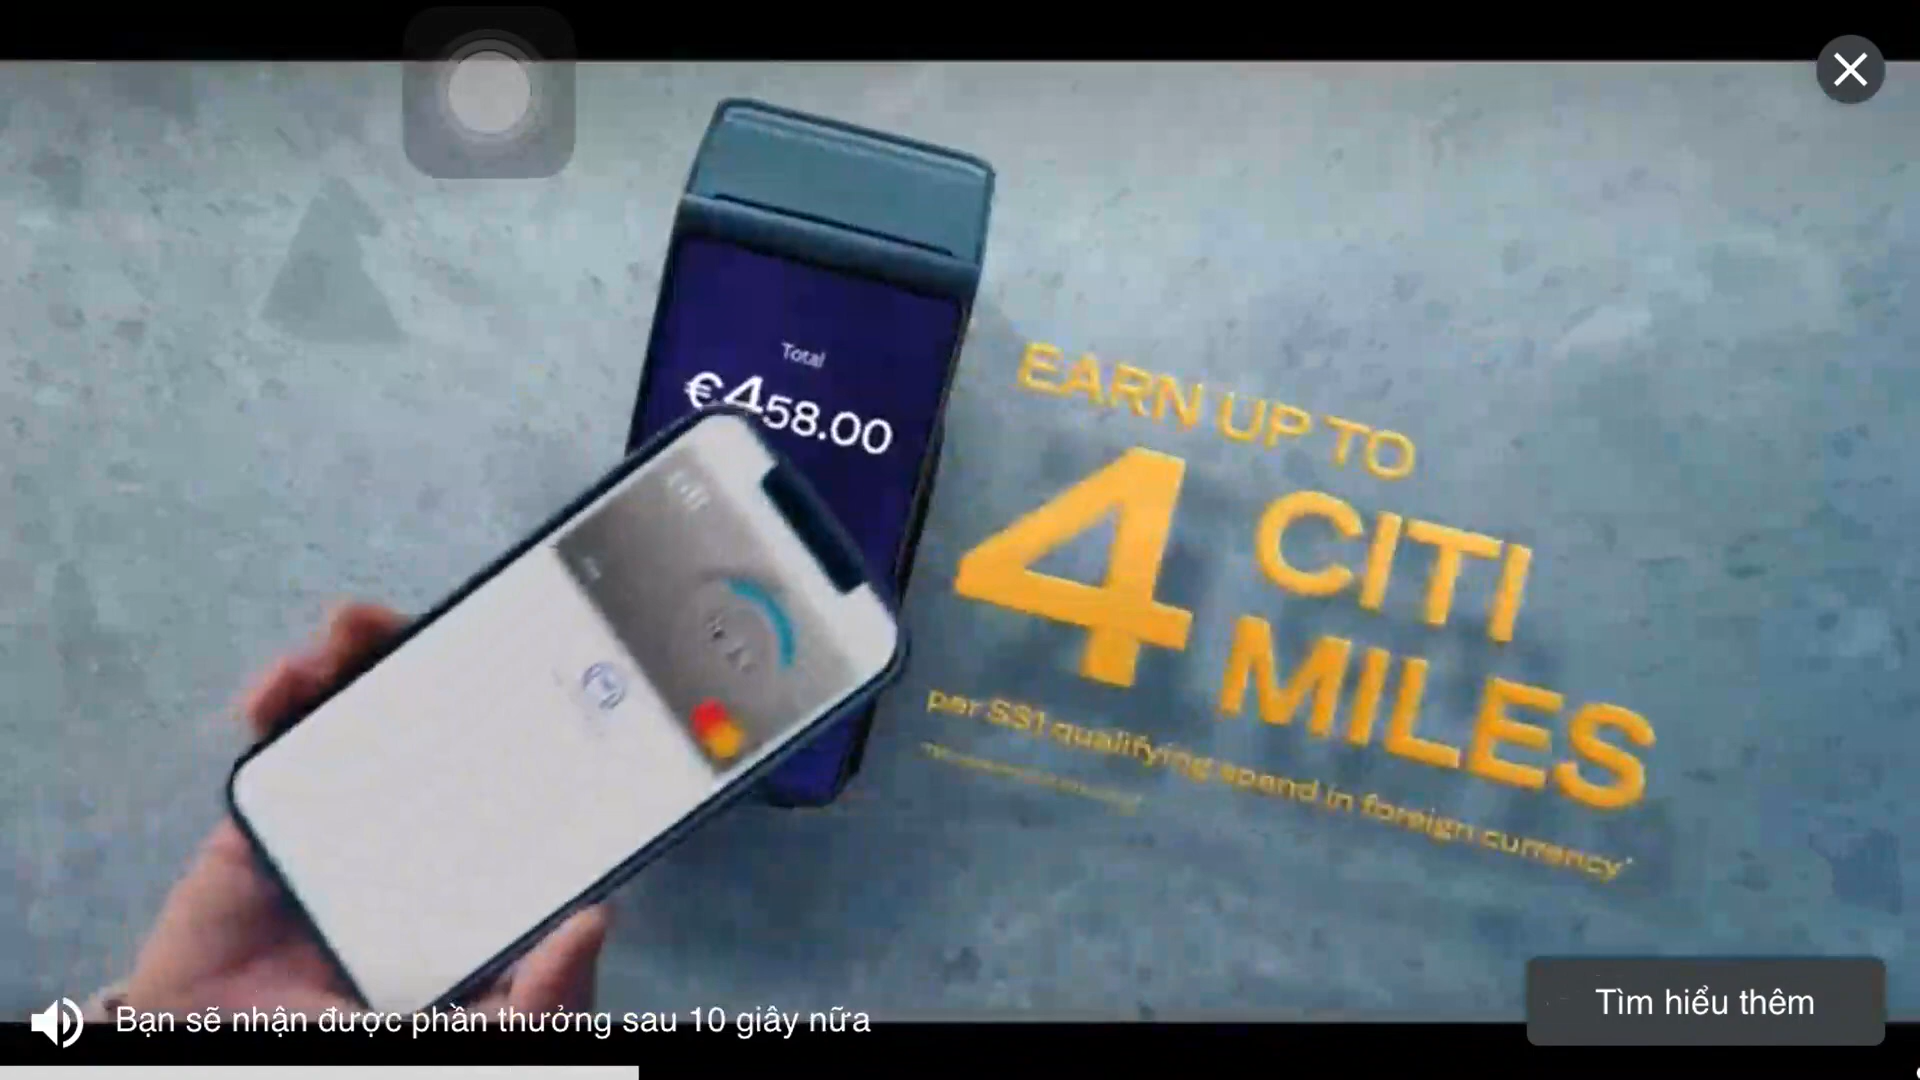 Total
€458.00
EARN UP TO
4 CITI
MILES
per S$1 qualifying spend in foreign currency*
Bạn sẽ nhận được phần thưởng sau 10 giây nữa
Tìm hiểu thêm